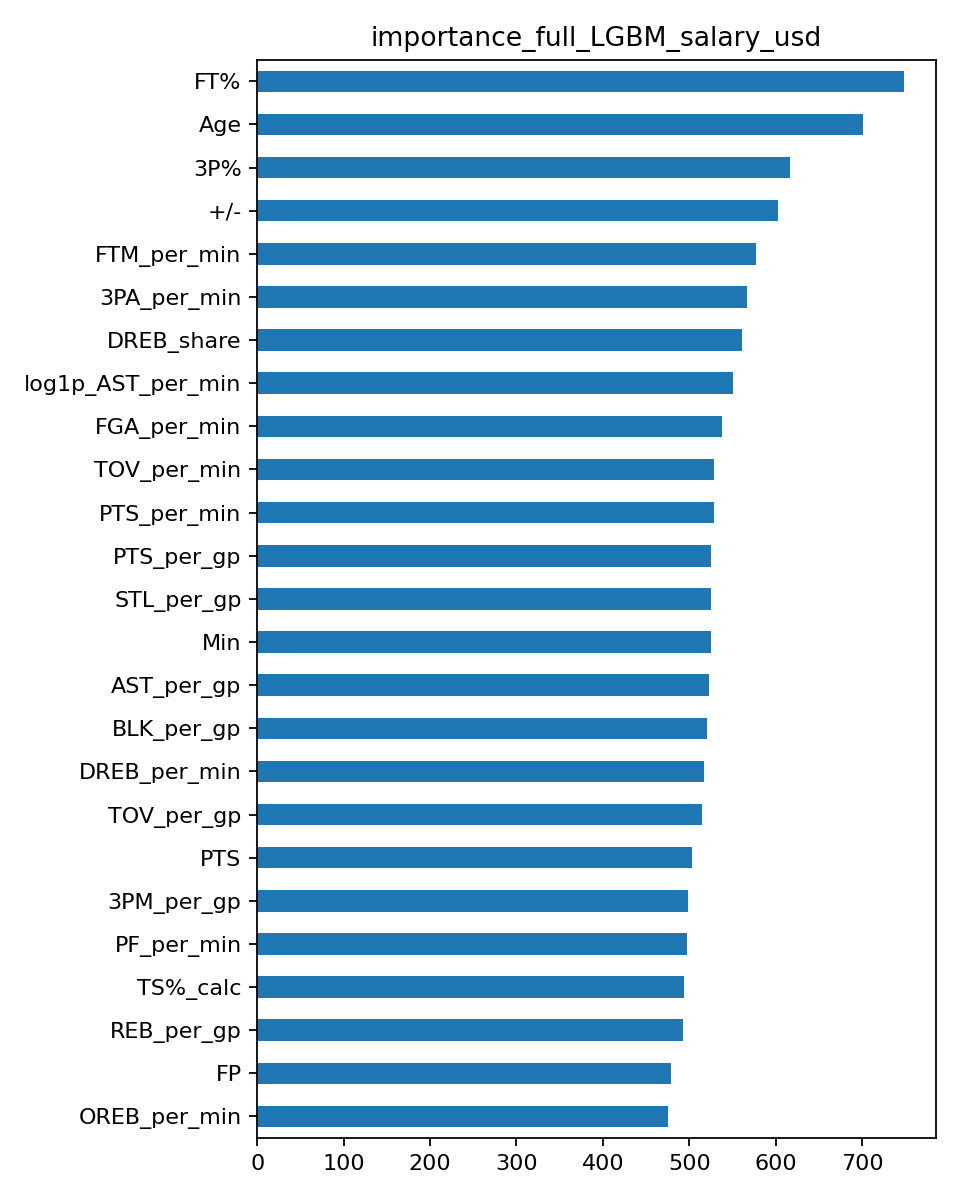 importance_full_LGBM_salary_usd
FT%
Age
3P%
+/-
FTM_per_min
3PA_per_min
DREB_share
log1p_AST_per_min
FGA_per_min
TOV_per_min
PTS_per_min
PTS_per_gp
STL_per_gp
Min
AST_per_gp
BLK_per_gp
DREB_per_min
TOV_per_gp
PTS
3PM_per_gp
PF_per_min
TS%_calc
REB_per_gp
FP
OREB_per_min
0 100 200 300 400 500 600 700